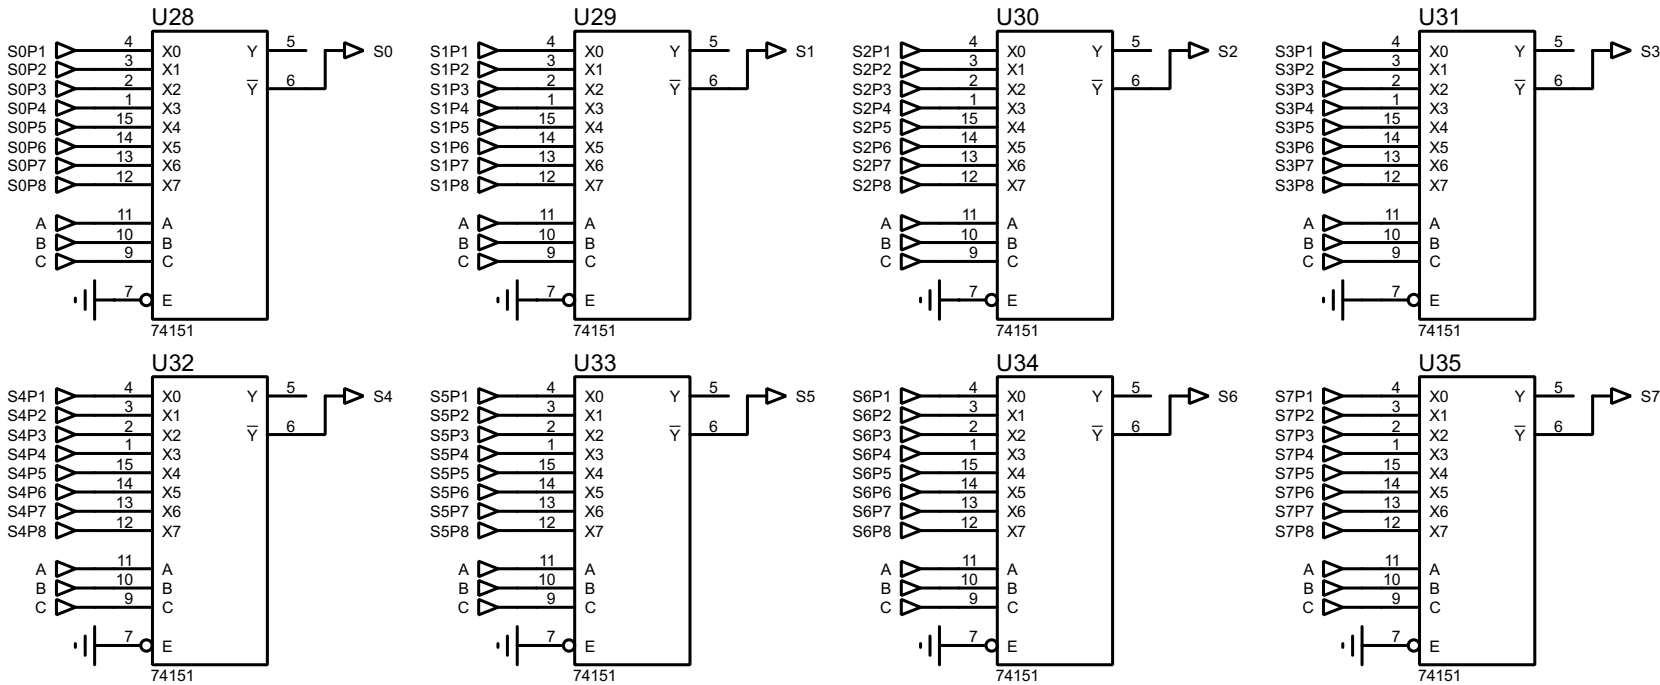 U28 U29 U30 U31
S0P1 4 X0 Y 5 S0 S1P1 4 X0 Y 5 S1 S2P1 4 X0 Y 5 S2 S3P1 4 X0 Y 5 S3
S0P2 3 X1 S1P2 3 X1 S2P2 3 X1 S3P2 3 X1
S0P3 2 X2 Y 6 S1P3 2 X2 Y 6 S2P3 2 X2 Y 6 S3P3 2 X2 Y 6
S0P4 1 X3 S1P4 1 X3 S2P4 1 X3 S3P4 1 X3
S0P5 15 X4 S1P5 15 X4 S2P5 15 X4 S3P5 15 X4
S0P6 14 X5 S1P6 14 X5 S2P6 14 X5 S3P6 14 X5
S0P7 13 X6 S1P7 13 X6 S2P7 13 X6 S3P7 13 X6
S0P8 12 X7 S1P8 12 X7 S2P8 12 X7 S3P8 12 X7
A 11 A A 11 A A 11 A A 11 A
B 10 B B 10 B B 10 B B 10 B
C 9 C C 9 C C 9 C C 9 C
7 E 7 E 7 E 7 E
74151 74151 74151 74151
U32 U33 U34 U35
S4P1 4 X0 Y 5 S4 S5P1 4 X0 Y 5 S5 S6P1 4 X0 Y 5 S6 S7P1 4 X0 Y 5 S7
S4P2 3 X1 S5P2 3 X1 S6P2 3 X1 S7P2 3 X1
S4P3 2 X2 Y 6 S5P3 2 X2 Y 6 S6P3 2 X2 Y 6 S7P3 2 X2 Y 6
S4P4 1 X3 S5P4 1 X3 S6P4 1 X3 S7P4 1 X3
S4P5 15 X4 S5P5 15 X4 S6P5 15 X4 S7P5 15 X4
S4P6 14 X5 S5P6 14 X5 S6P6 14 X5 S7P6 14 X5
S4P7 13 X6 S5P7 13 X6 S6P7 13 X6 S7P7 13 X6
S4P8 12 X7 S5P8 12 X7 S6P8 12 X7 S7P8 12 X7
A 11 A A 11 A A 11 A A 11 A
B 10 B B 10 B B 10 B B 10 B
C 9 C C 9 C C 9 C C 9 C
7 E 7 E 7 E 7 E
74151 74151 74151 74151